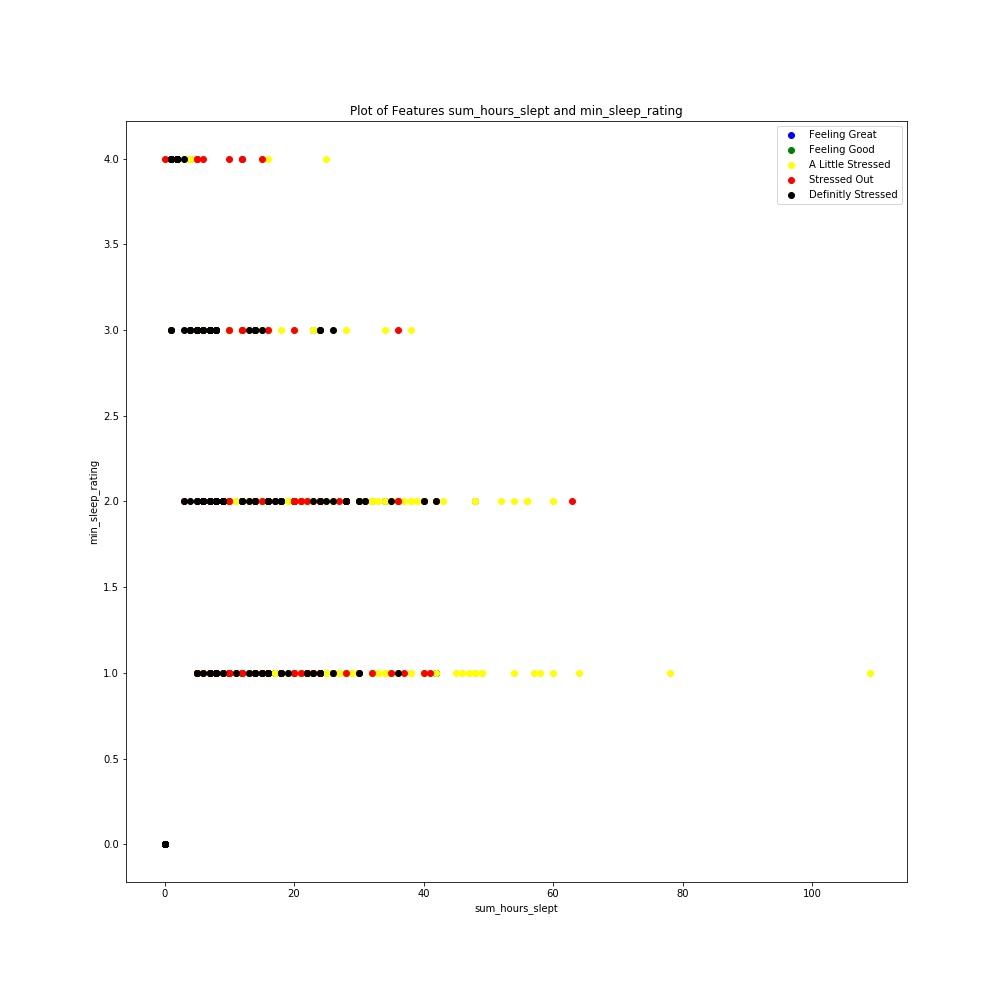 Plot of Features sum_hours_slept and min_sleep_rating
Feeling Great
Feeling Good
A Little Stressed
Stressed Out
Definitly Stressed
4.0
3.5
3.0
2.5
2.0
1.5
1.0
0.5
0.0
min_sleep_rating
0 20 40 60 80 100
sum_hours_slept